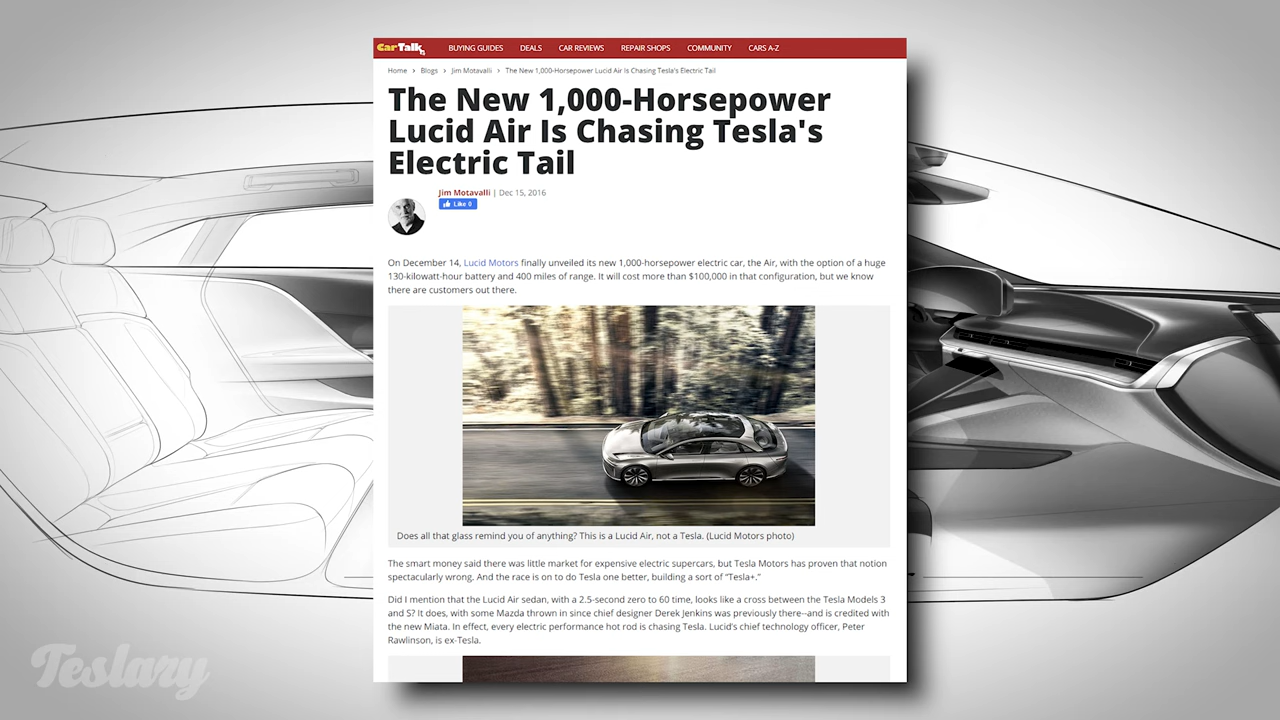 CarTalk BUYING GUIDES DEALS CAR REVIEWS REPAIR SHOPS COMMUNITY CARS A-Z
Home > Blogs > Jim Motavalli > The New 1,000-Horsepower Lucid Air Is Chasing Tesla's Electric Tail
The New 1,000-Horsepower
Lucid Air Is Chasing Tesla's
Electric Tail
Jim Motavalli | Dec 15, 2016
Like 0
On December 14, Lucid Motors finally unveiled its new 1,000-horsepower electric car, the Air, with the option of a huge
130-kilowatt-hour battery and 400 miles of range. It will cost more than $100,000 in that configuration, but we know
there are customers out there.
Does all that glass remind you of anything? This is a Lucid Air, not a Tesla. (Lucid Motors photo)
The smart money said there was little market for expensive electric supercars, but Tesla Motors has proven that notion
spectacularly wrong. And the race is on to do Tesla one better, building a sort of "Tesla+."
Did I mention that the Lucid Air sedan, with a 2.5-second zero to 60 time, looks like a cross between the Tesla Models 3
and S? It does, with some Mazda thrown in since chief designer Derek Jenkins was previously there--and is credited with
the new Miata. In effect, every electric performance hot rod is chasing Tesla. Lucid's chief technology officer, Peter
Rawlinson, is ex-Tesla.
Teslary